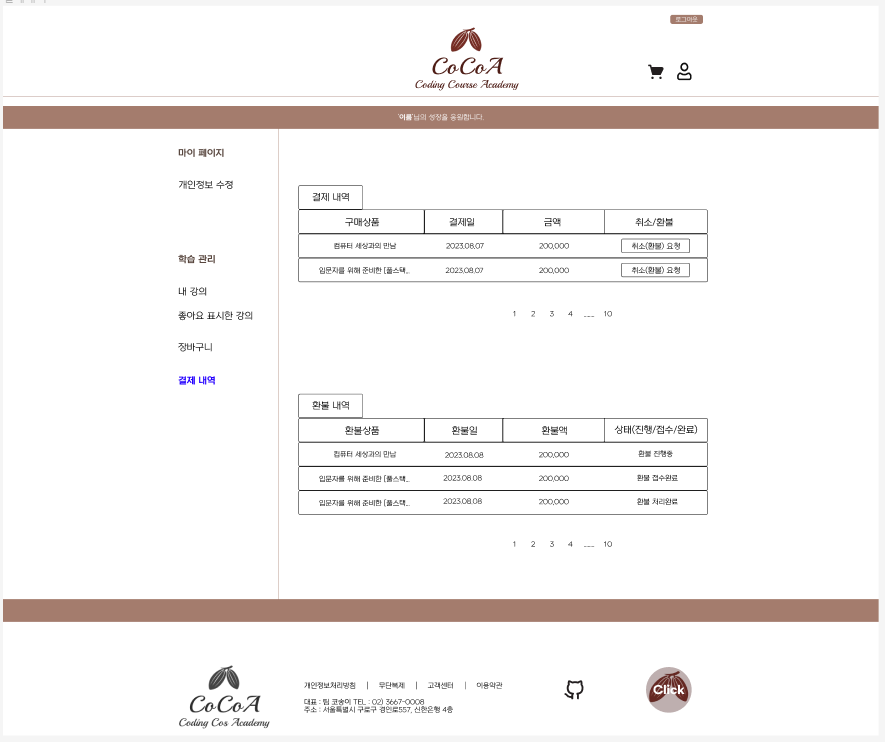 로그아웃
CoCoA
Coding Course Academy
'이름'님의 성장을 응원합니다.
마이 페이지
개인정보 수정
학습 관리
내 강의
좋아요 표시한 강의
장바구니
결제 내역
결제 내역
구매상품 결제일 금액 취소/환불
컴퓨터 세상과의 만남 2023.08.07 200,000 취소(환불) 요청
입문자를 위해 준비한 [풀스택... 2023.08.07 200,000 취소(환불) 요청
1 2 3 4 ___ 10
환불 내역
환불상품 환불일 환불액 상태(진행/접수/완료)
컴퓨터 세상과의 만남 2023.08.08 200,000 환불 진행중
입문자를 위해 준비한 [풀스택... 2023.08.08 200,000 환불 접수완료
입문자를 위해 준비한 [풀스택... 2023.08.08 200,000 환불 처리완료
1 2 3 4 ___ 10
CoCoA
Coding Cos Academy
개인정보처리방침 | 무단복제 | 고객센터 | 이용약관
대표 : 팀 코송이 TEL : 02) 3667-0008
주소 : 서울특별시 구로구 경인로557, 신한은행 4층
Click